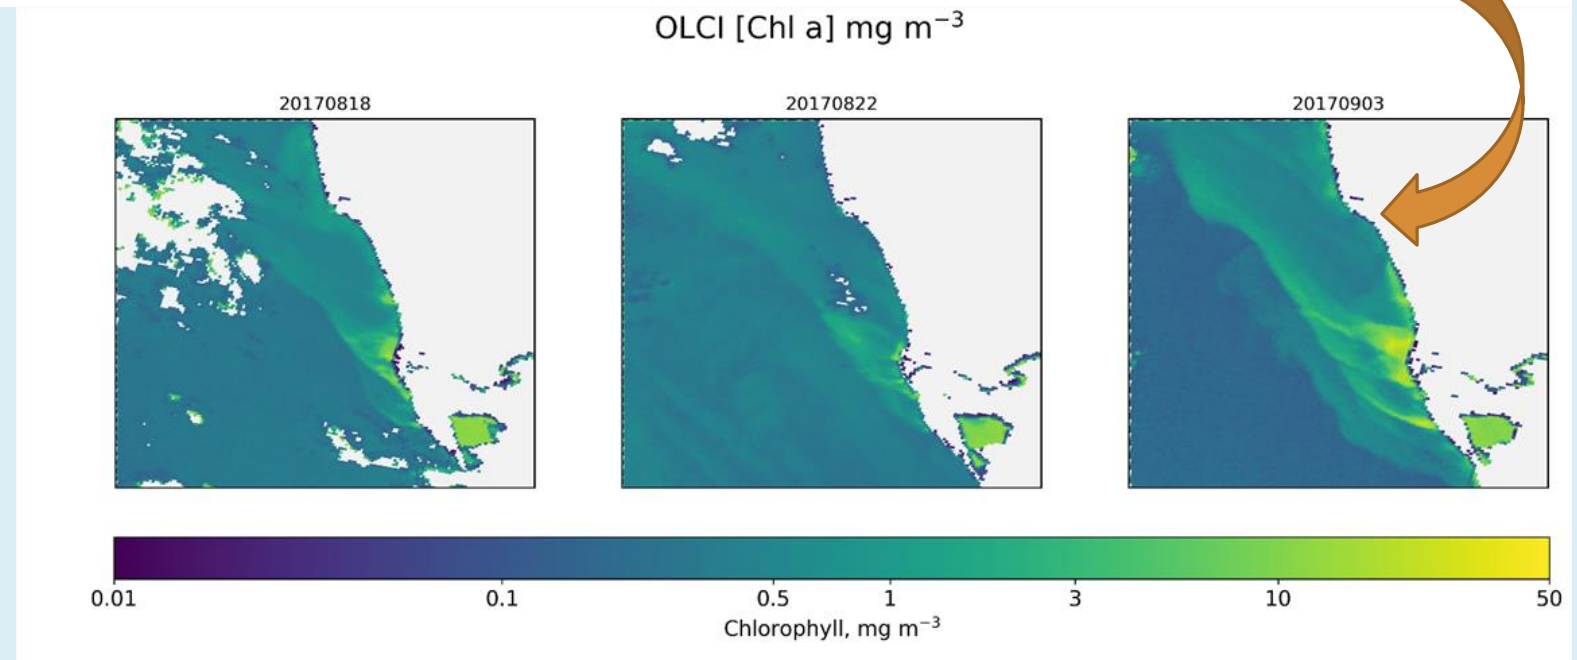 OLCI [Chl a] mg m⁻³
20170818 20170822 20170903
0.01 0.1 0.5 1 3 10 50
Chlorophyll, mg m⁻³